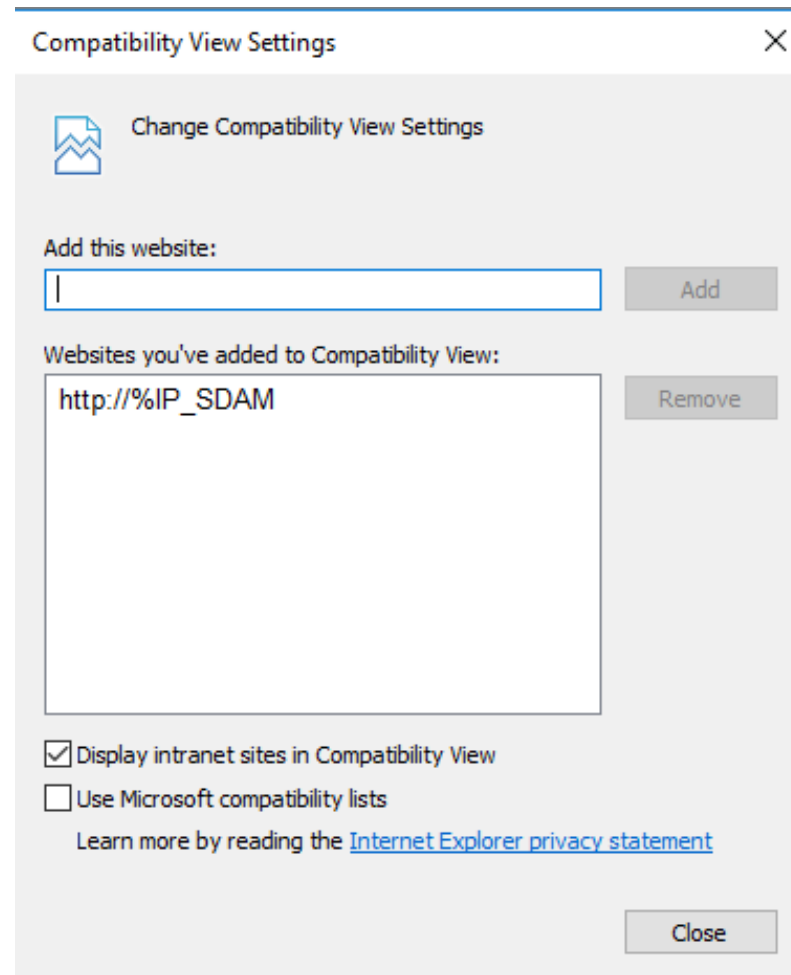 Compatibility View Settings
Change Compatibility View Settings
Add this website:
Add
Websites you've added to Compatibility View:
http://%IP_SDAM
Remove
Display intranet sites in Compatibility View
Use Microsoft compatibility lists
Learn more by reading the Internet Explorer privacy statement
Close